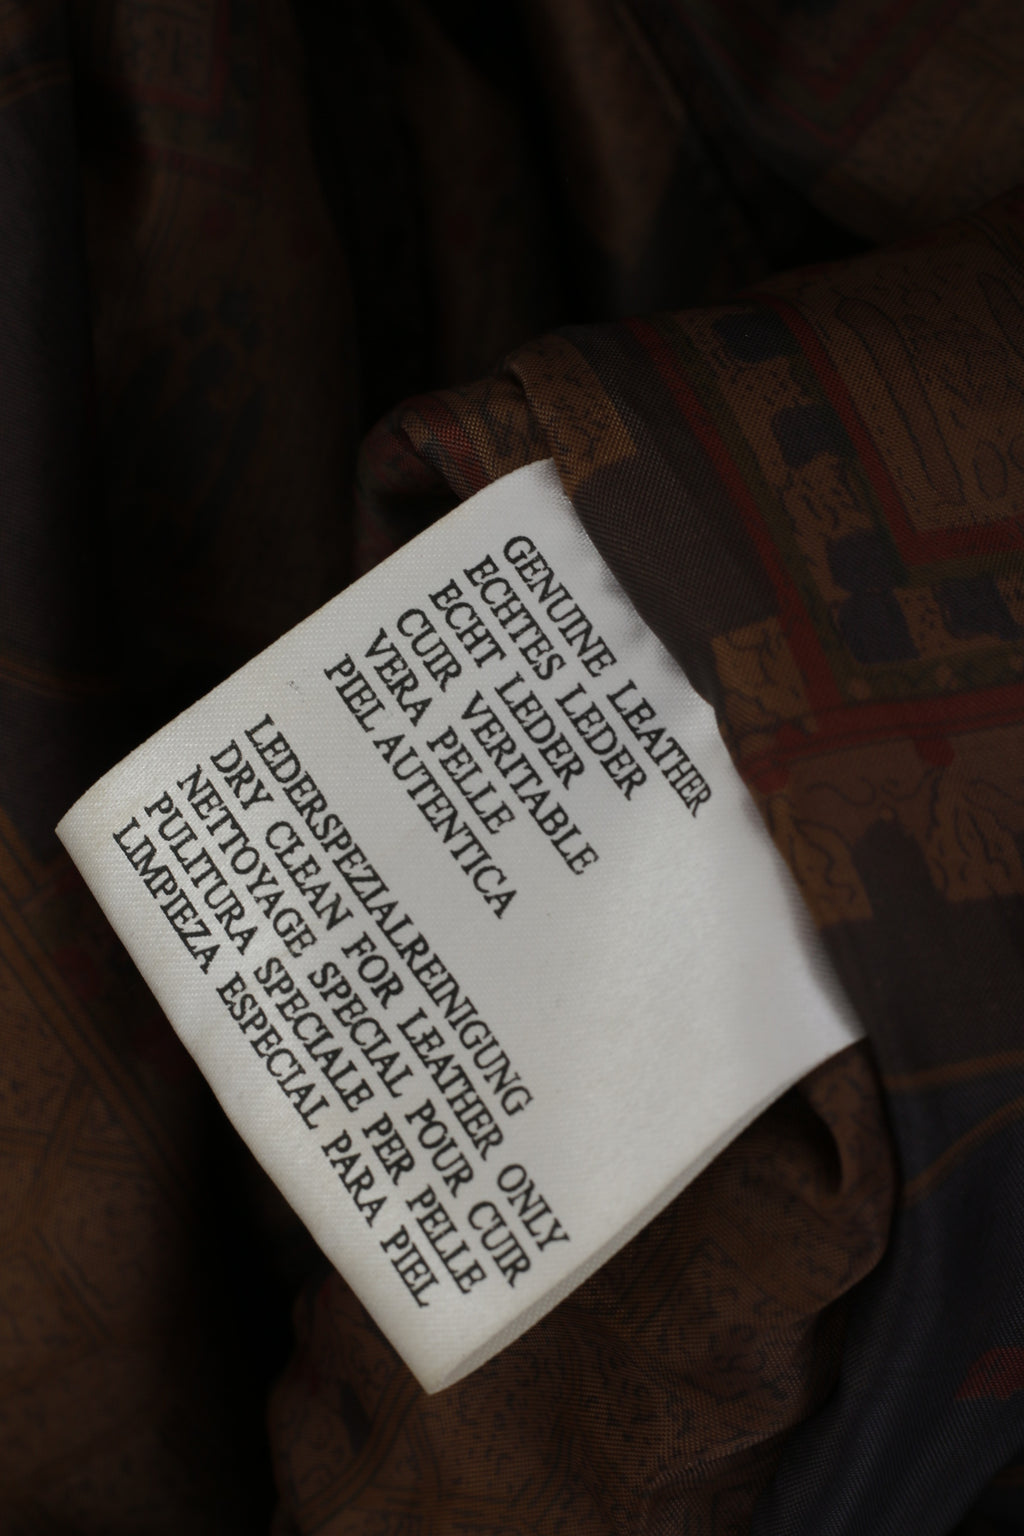 GENUINE LEATHER
ECHTES LEDER
ECHT LEDER
CUIR VERITABLE
VERA PELLE
PIEL AUTENTICA
LEDERSPEZIALREINIGUNG
DRY CLEAN FOR LEATHER ONLY
NETTOYAGE SPECIAL POUR CUIR
PULITURA SPECIALE PER PELLE
LIMPIEZA ESPECIAL PARA PIEL